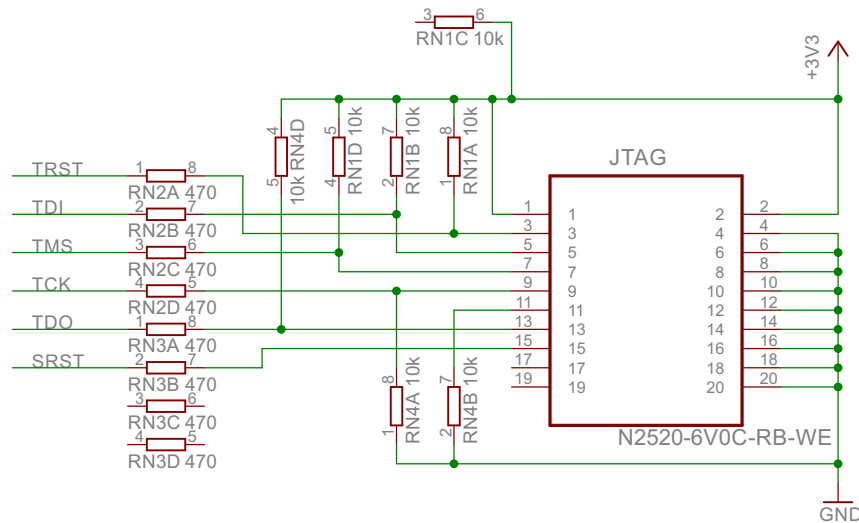 3 6
RN1C 10k
+3V3
4 5 10k RN4D
5 4 RN1D 10k
7 2 RN1B 10k
8 1 RN1A 10k
JTAG
TRST 1 8
RN2A 470
TDI 2 7
RN2B 470
TMS 3 6
RN2C 470
TCK 4 5
RN2D 470
TDO 1 8
RN3A 470
SRST 2 7
RN3B 470
3 6
RN3C 470
4 5
RN3D 470
1 1 2 2
3 3 4 4
5 5 6 6
7 7 8 8
9 9 10 10
11 11 12 12
13 13 14 14
15 15 16 16
17 17 18 18
19 19 20 20
8 1 RN4A 10k
7 2 RN4B 10k
N2520-6V0C-RB-WE
GND